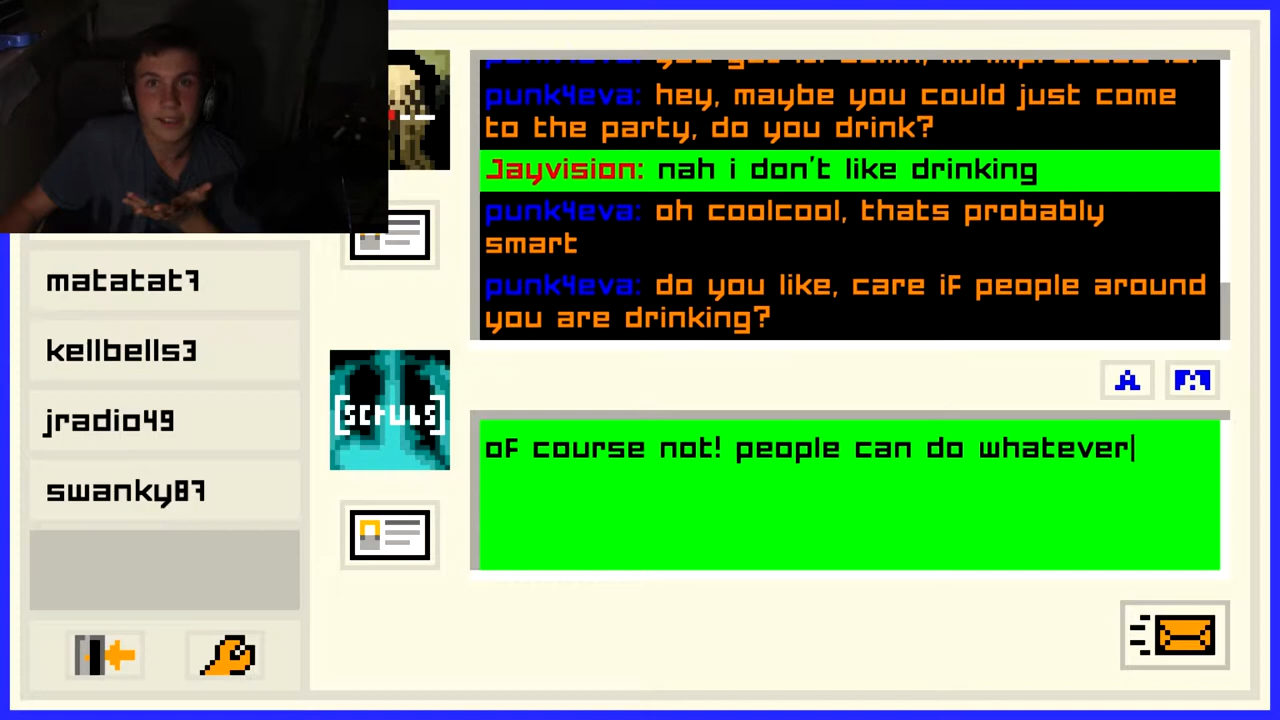 punk4eva: hey, maybe you could just come
to the party, do you drink?
Jayvision: nah i don't like drinking
punk4eva: oh coolcool, thats probably
smart
punk4eva: do you like, care if people around
you are drinking?
matatat7
kellbells3
jradio49
swanky87
[scrubs]
of course not! people can do whatever